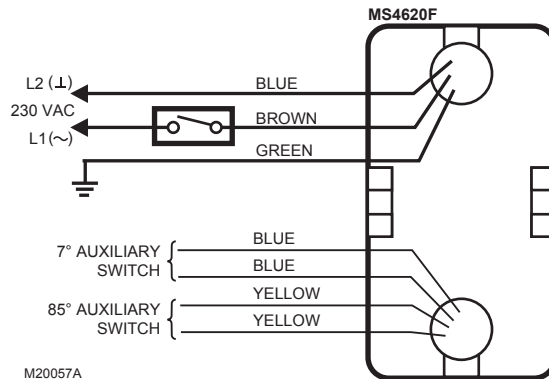 MS4620F
L2 (⊥)
BLUE
230 VAC
BROWN
L1(~)
GREEN
BLUE
7° AUXILIARY
SWITCH
BLUE
YELLOW
85° AUXILIARY
SWITCH
YELLOW
M20057A